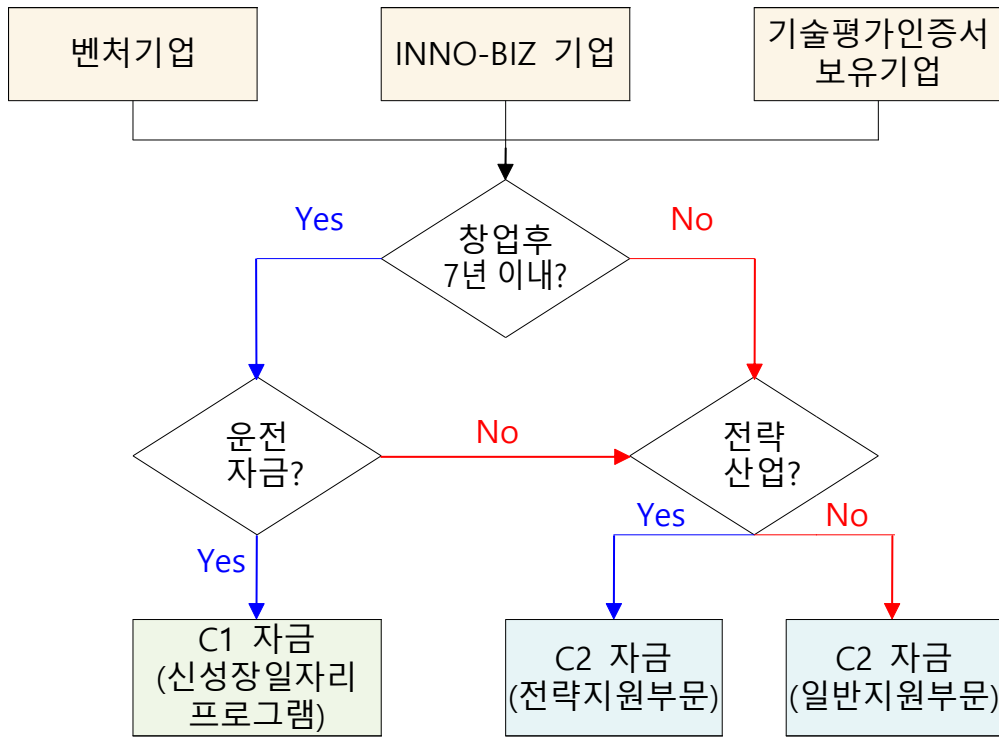 벤처기업
INNO-BIZ 기업
기술평가인증서
보유기업
Yes
창업후
7년 이내?
No
운전
자금?
No
전략
산업?
Yes
Yes
No
C1 자금
(신성장일자리
프로그램)
C2 자금
(전략지원부문)
C2 자금
(일반지원부문)